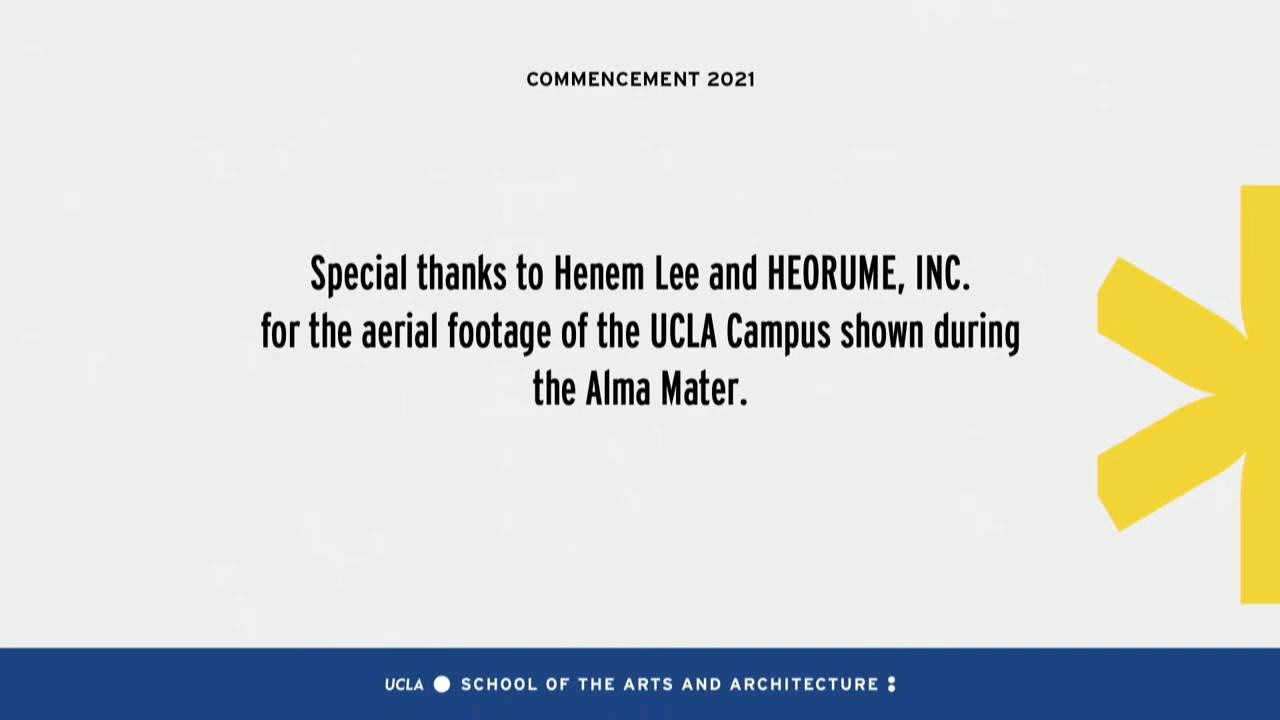 COMMENCEMENT 2021
Special thanks to Henem Lee and HEORUME, INC.
for the aerial footage of the UCLA Campus shown during
the Alma Mater.
UCLA SCHOOL OF THE ARTS AND ARCHITECTURE